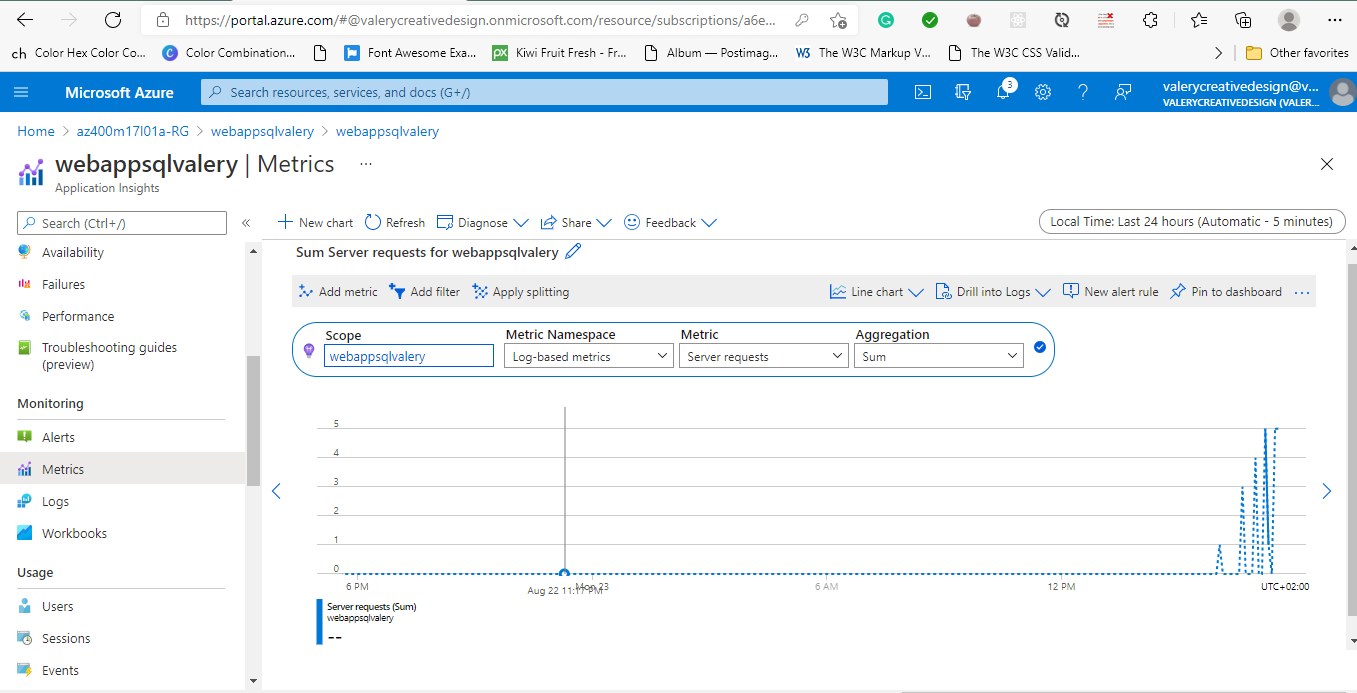 https://portal.azure.com/#@valerycreativedesign.onmicrosoft.com/resource/subscriptions/a6e...
ch Color Hex Color Co... Color Combination... Font Awesome Exa... Kiwi Fruit Fresh - Fr... Album — Postimag... W3 The W3C Markup V... The W3C CSS Valid... Other favorites
Microsoft Azure
Search resources, services, and docs (G+/)
3
valerycreativedesign@v...
VALERYCREATIVEDESIGN (VALER...
Home > az400m17l01a-RG > webappsqlvalery > webappsqlvalery
webappsqlvalery | Metrics ...
Application Insights
Search (Ctrl+/)
Availability
Failures
Performance
Troubleshooting guides
(preview)
Monitoring
Alerts
Metrics
Logs
Workbooks
Usage
Users
Sessions
Events
New chart Refresh Diagnose Share Feedback
Local Time: Last 24 hours (Automatic - 5 minutes)
Sum Server requests for webappsqlvalery
Add metric Add filter Apply splitting Line chart Drill into Logs New alert rule Pin to dashboard ...
Scope Metric Namespace Metric Aggregation
webappsqlvalery Log-based metrics Server requests Sum
5
4
3
2
1
0
6 PM Mon 23 6 AM 12 PM UTC+02:00
Aug 22 11:17 PM
Server requests (Sum)
webappsqlvalery
--